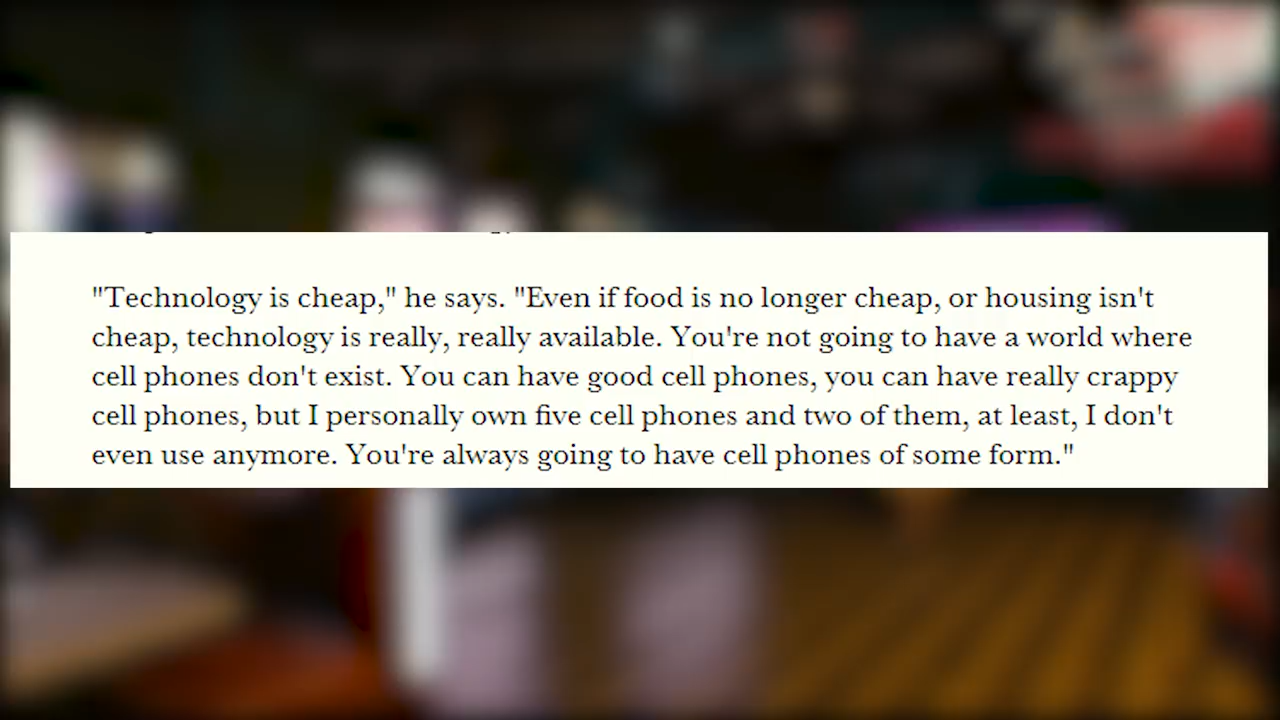 "Technology is cheap," he says. "Even if food is no longer cheap, or housing isn't
cheap, technology is really, really available. You're not going to have a world where
cell phones don't exist. You can have good cell phones, you can have really crappy
cell phones, but I personally own five cell phones and two of them, at least, I don't
even use anymore. You're always going to have cell phones of some form."